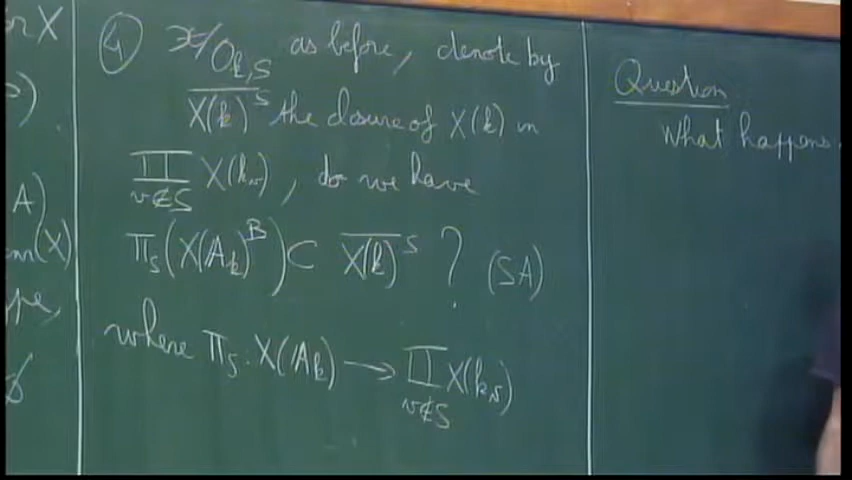 X
).
A)
(X)
∅
④ 𝒳/O_{k,S} as before, denote by
\overline{X(k)}^S the closure of X(k) in
∏_{v∉S} X(k_v), do we have
π_S(X(𝔸_k)^B) ⊂ \overline{X(k)}^S ? (SA)
where π_S : X(𝔸_k) → ∏_{v∉S} X(k_v)
Question
What happens